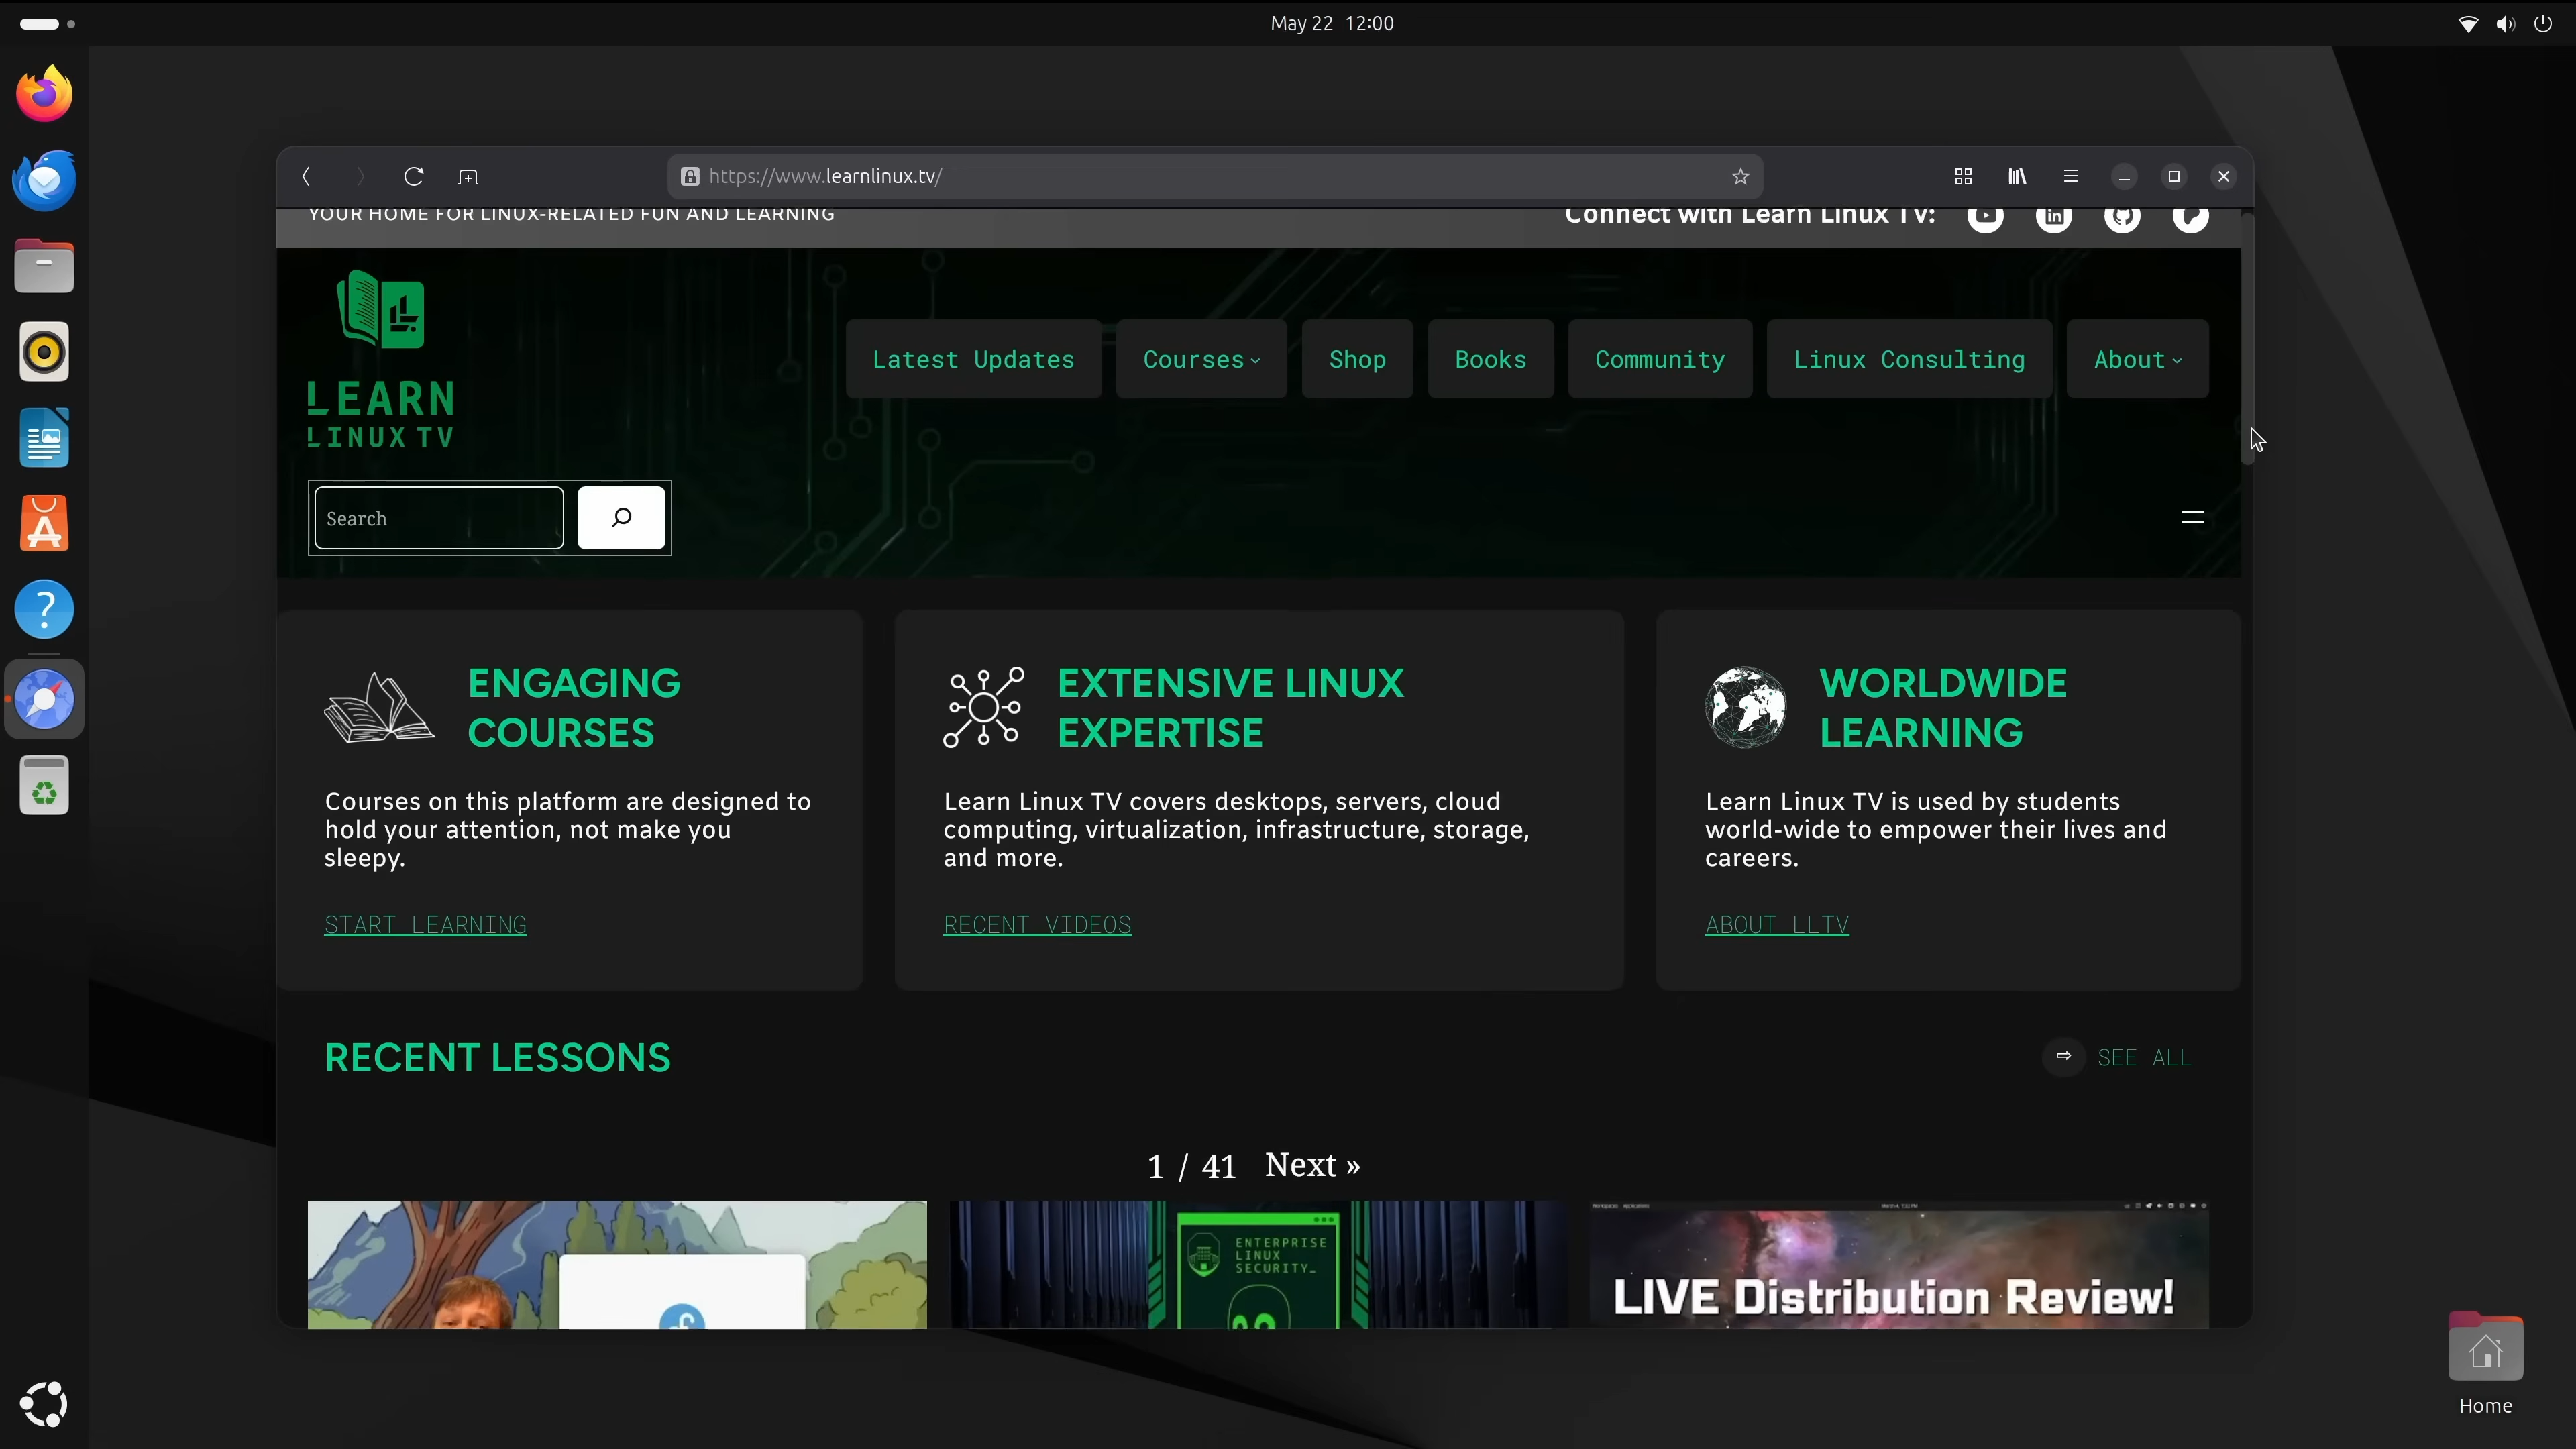 May 22 12:00
https://www.learnlinux.tv/
YOUR HOME FOR LINUX-RELATED FUN AND LEARNING
Connect with Learn Linux TV:
LEARN
LINUX TV
Latest Updates
Courses
Shop
Books
Community
Linux Consulting
About
Search
ENGAGING
COURSES
Courses on this platform are designed to
hold your attention, not make you
sleepy.
START LEARNING
EXTENSIVE LINUX
EXPERTISE
Learn Linux TV covers desktops, servers, cloud
computing, virtualization, infrastructure, storage,
and more.
RECENT VIDEOS
WORLDWIDE
LEARNING
Learn Linux TV is used by students
world-wide to empower their lives and
careers.
ABOUT LLTV
RECENT LESSONS
SEE ALL
1 / 41 Next »
ENTERPRISE
LINUX
SECURITY_
LIVE Distribution Review!
Home